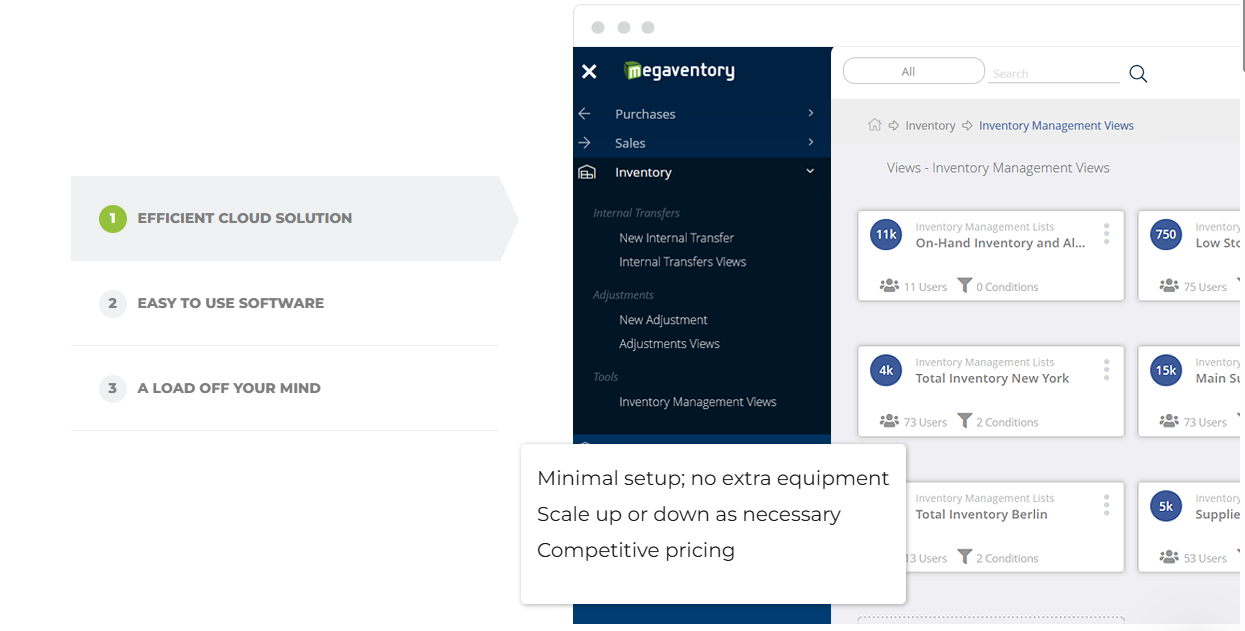 1 EFFICIENT CLOUD SOLUTION
2 EASY TO USE SOFTWARE
3 A LOAD OFF YOUR MIND
megaventory
Purchases
Sales
Inventory
Internal Transfers
New Internal Transfer
Internal Transfers Views
Adjustments
New Adjustment
Adjustments Views
Tools
Inventory Management Views
Minimal setup; no extra equipment
Scale up or down as necessary
Competitive pricing
All Search
Inventory Inventory Management Views
Views - Inventory Management Views
11k Inventory Management Lists
On-Hand Inventory and Al...
11 Users 0 Conditions
750 Inventory
Low Sto
75 Users
4k Inventory Management Lists
Total Inventory New York
73 Users 2 Conditions
15k Inventory
Main Su
73 Users
Inventory Management Lists
Total Inventory Berlin
13 Users 2 Conditions
5k Inventory
Supplie
53 Users